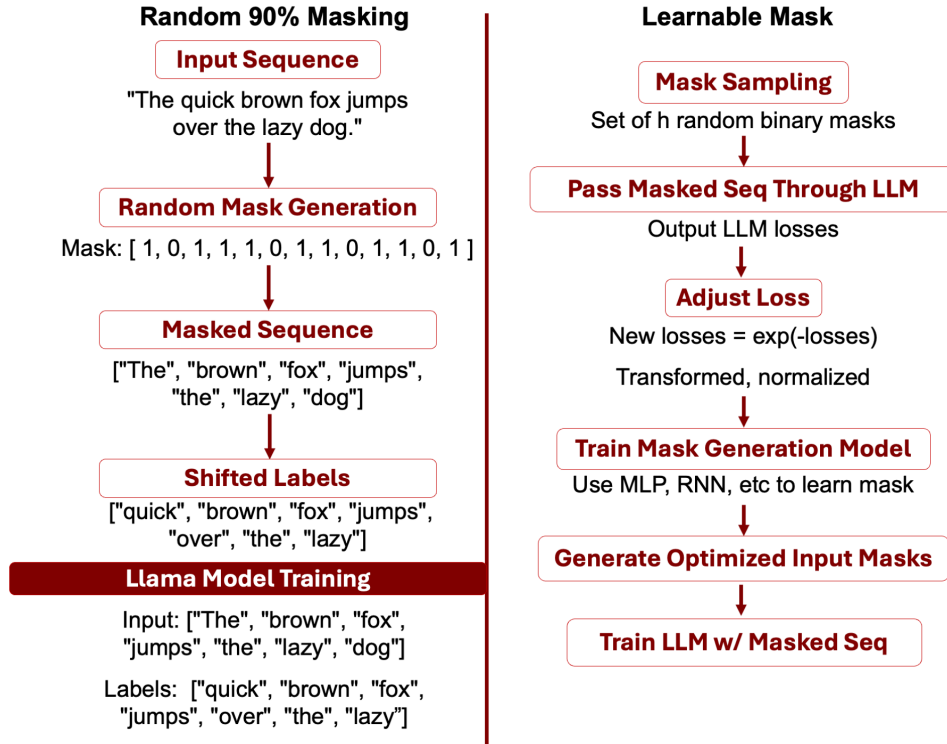 Random 90% Masking
Input Sequence
"The quick brown fox jumps
over the lazy dog."
Random Mask Generation
Mask: [ 1, 0, 1, 1, 1, 0, 1, 1, 0, 1, 1, 0, 1 ]
Masked Sequence
["The", "brown", "fox", "jumps",
"the", "lazy", "dog"]
Shifted Labels
["quick", "brown", "fox", "jumps",
"over", "the", "lazy"]
Llama Model Training
Input: ["The", "brown", "fox",
"jumps", "the", "lazy", "dog"]
Labels: ["quick", "brown", "fox",
"jumps", "over", "the", "lazy”]
Learnable Mask
Mask Sampling
Set of h random binary masks
Pass Masked Seq Through LLM
Output LLM losses
Adjust Loss
New losses = exp(-losses)
Transformed, normalized
Train Mask Generation Model
Use MLP, RNN, etc to learn mask
Generate Optimized Input Masks
Train LLM w/ Masked Seq